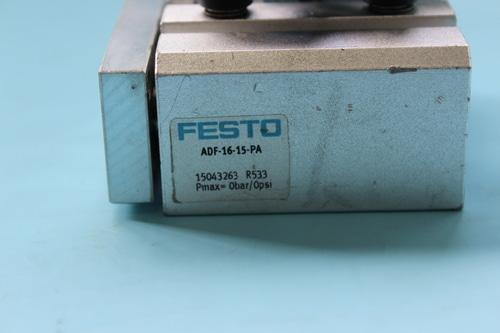 FESTO
ADF-16-15-PA
15043263 R533
Pmax= 0bar/0psi